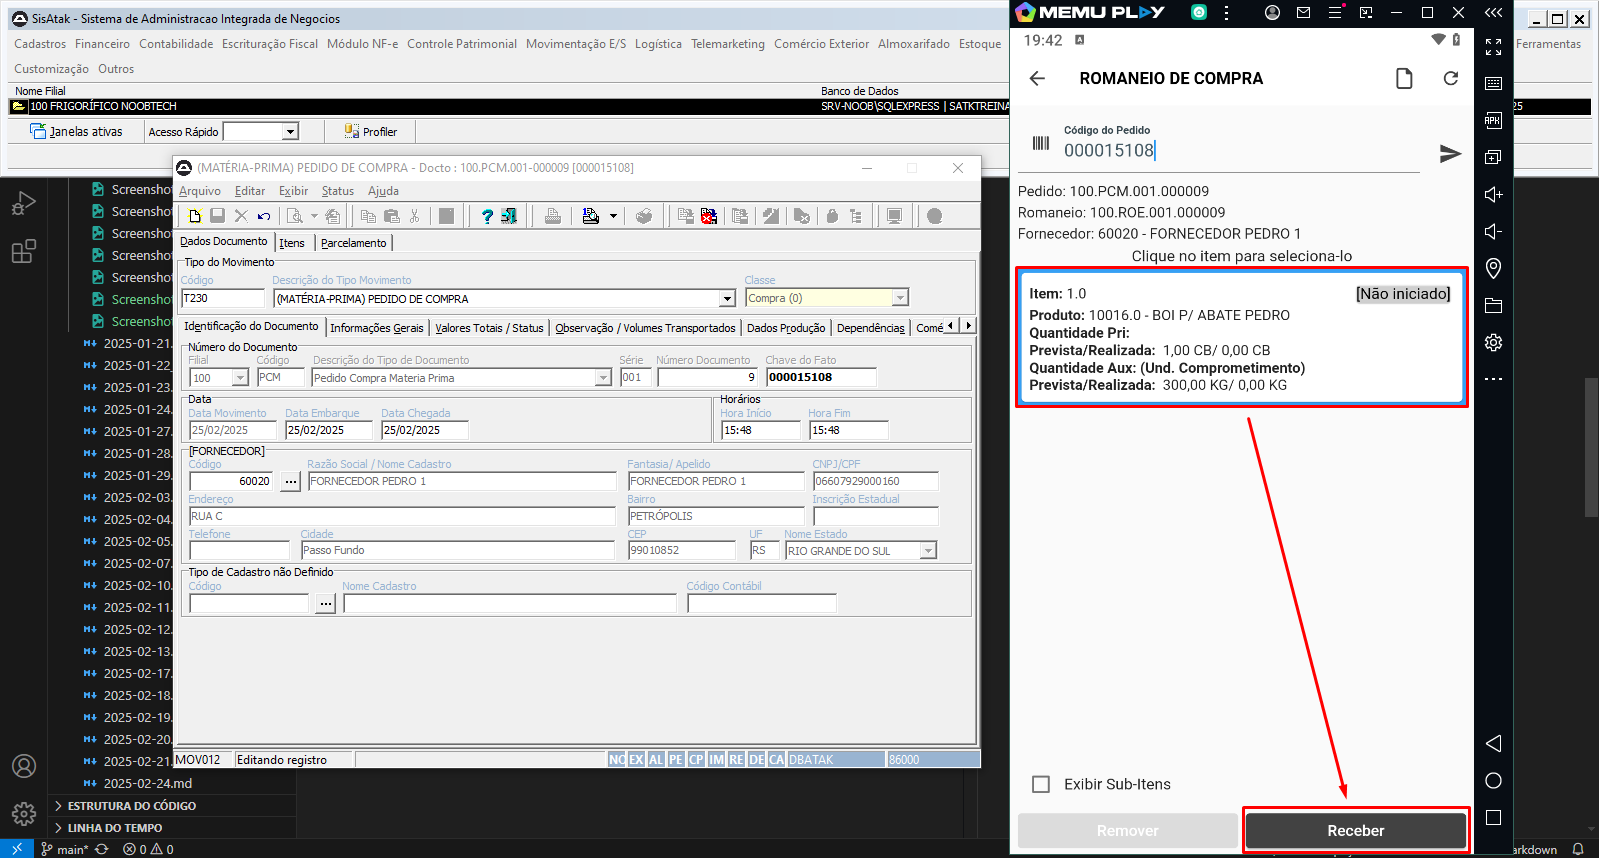 SisAtak - Sistema de Administracao Integrada de Negocios
Cadastros Financeiro Contabilidade Escrituração Fiscal Módulo NF-e Controle Patrimonial Movimentação E/S Logística Telemarketing Comércio Exterior Almoxarifado Estoque
Ferramentas
Customização Outros
Nome Filial
Banco de Dados
100 FRIGORÍFICO NOOBTECH
SRV-NOOB\SQLEXPRESS | SATKTREINA
25
Janelas ativas
Acesso Rápido
Profiler
(MATÉRIA-PRIMA) PEDIDO DE COMPRA - Docto : 100.PCM.001-000009 [000015108]
Arquivo Editar Exibir Status Ajuda
Dados Documento Itens Parcelamento
Tipo do Movimento
Código Descrição do Tipo Movimento Classe
T230 (MATÉRIA-PRIMA) PEDIDO DE COMPRA Compra (0)
Identificação do Documento Informações Gerais Valores Totais / Status Observação / Volumes Transportados Dados Produção Dependências Comé
Número do Documento
Filial Código Descrição do Tipo de Documento Série Número Documento Chave do Fato
100 PCM Pedido Compra Materia Prima 001 9 000015108
Data
Horários
Data Movimento Data Embarque Data Chegada Hora Início Hora Fim
25/02/2025 25/02/2025 25/02/2025 15:48 15:48
[FORNECEDOR]
Código Razão Social / Nome Cadastro Fantasia/ Apelido CNPJ/CPF
60020 ... FORNECEDOR PEDRO 1 FORNECEDOR PEDRO 1 06607929000160
Endereço Bairro Inscrição Estadual
RUA C PETRÓPOLIS
Telefone Cidade CEP UF Nome Estado
Passo Fundo 99010852 RS RIO GRANDE DO SUL
Tipo de Cadastro não Definido
Código Nome Cadastro Código Contábil
...
MOV012 Editando registro NO EX AL PE CP IM RE DE CA DBATAK 86000
Screenshot
Screenshot
Screenshot
Screenshot
Screenshot
Screenshot
Screenshot
2025-01-21.
2025-01-22
2025-01-23.
2025-01-24.
2025-01-27.
2025-01-28.
2025-01-29.
2025-02-03.
2025-02-04.
2025-02-05.
2025-02-07.
2025-02-10.
2025-02-11.
2025-02-12.
2025-02-13.
2025-02-17.
2025-02-18.
2025-02-19.
2025-02-20.
2025-02-21.
2025-02-24.md
ESTRUTURA DO CÓDIGO
LINHA DO TEMPO
main* 0 0
arkdown
MEMU PLAY
19:42
ROMANEIO DE COMPRA
Código do Pedido
000015108
Pedido: 100.PCM.001.000009
Romaneio: 100.ROE.001.000009
Fornecedor: 60020 - FORNECEDOR PEDRO 1
Clique no item para seleciona-lo
Item: 1.0 [Não iniciado]
Produto: 10016.0 - BOI P/ ABATE PEDRO
Quantidade Pri:
Prevista/Realizada: 1,00 CB/ 0,00 CB
Quantidade Aux: (Und. Comprometimento)
Prevista/Realizada: 300,00 KG/ 0,00 KG
Exibir Sub-Itens
Remover Receber
APK